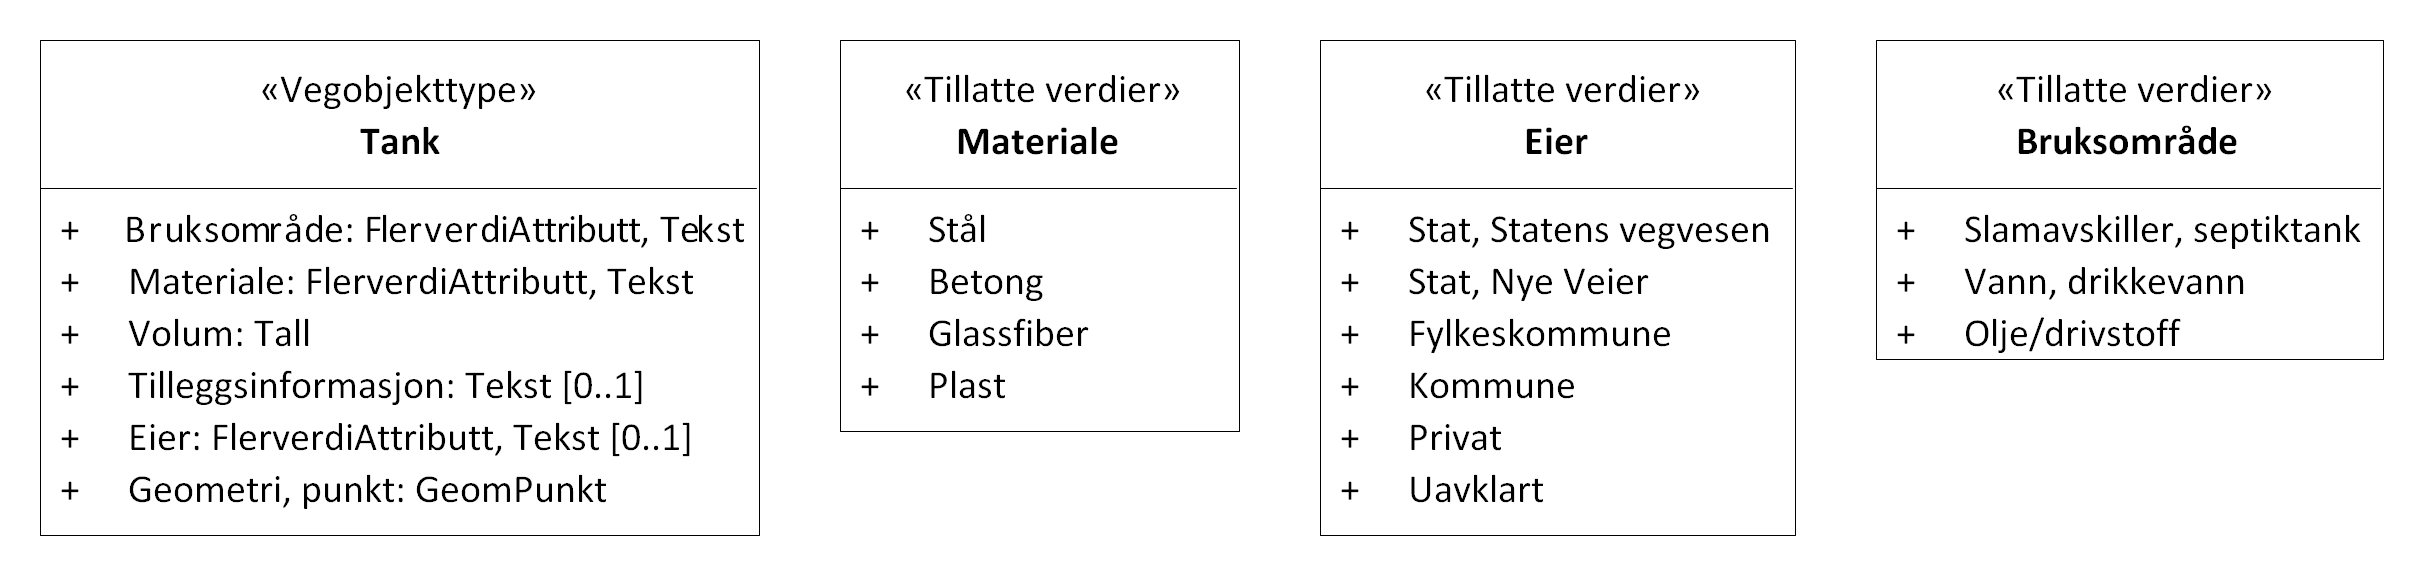 «Vegobjekttype»
Tank
+ Bruksområde: FlerverdiAttributt, Tekst
+ Materiale: FlerverdiAttributt, Tekst
+ Volum: Tall
+ Tilleggsinformasjon: Tekst [0..1]
+ Eier: FlerverdiAttributt, Tekst [0..1]
+ Geometri, punkt: GeomPunkt
«Tillatte verdier»
Materiale
+ Stål
+ Betong
+ Glassfiber
+ Plast
«Tillatte verdier»
Eier
+ Stat, Statens vegvesen
+ Stat, Nye Veier
+ Fylkeskommune
+ Kommune
+ Privat
+ Uavklart
«Tillatte verdier»
Bruksområde
+ Slamavskiller, septiktank
+ Vann, drikkevann
+ Olje/drivstoff